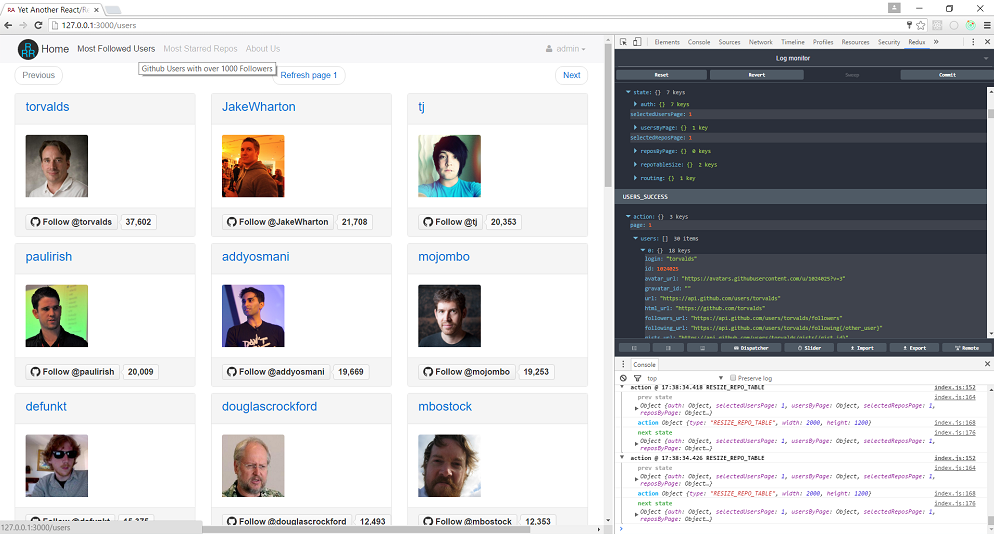 RA Yet Another React/Re
127.0.0.1:3000/users
Home Most Followed Users Most Starred Repos About Us admin
Github Users with over 1000 Followers
Previous Refresh page 1 Next
torvalds JakeWharton tj
Follow @torvalds 37,602 Follow @JakeWharton 21,708 Follow @tj 20,353
paulirish addyosmani mojombo
DON'T
Follow @paulirish 20,009 Follow @addyosmani 19,669 Follow @mojombo 19,253
defunkt douglascrockford mbostock
Follow @defunkt 15,375 Follow @douglascrockford 12,493 Follow @mbostock 12,353
127.0.0.1:3000/users
Elements Console Sources Network Timeline Profiles Resources Security Redux »
Log monitor
Reset Revert Sweep Commit
state: {} 7 keys
auth: {} 7 keys
selectedUsersPage: 1
usersByPage: {} 1 key
selectedReposPage: 1
reposByPage: {} 0 keys
repoTableSize: {} 2 keys
routing: {} 1 key
USERS_SUCCESS
action: {} 3 keys
page: 1
users: [] 30 items
0: {} 18 keys
login: "torvalds"
id: 1024025
avatar_url: "https://avatars.githubusercontent.com/u/1024025?v=3"
gravatar_id: ""
url: "https://api.github.com/users/torvalds"
html_url: "https://github.com/torvalds"
followers_url: "https://api.github.com/users/torvalds/followers"
following_url: "https://api.github.com/users/torvalds/following{/other_user}"
gists_url: "https://api.github.com/users/torvalds/gists{/gist_id}"
Dispatcher Slider Import Export Remote
Console
top Preserve log
action @ 17:38:34.418 RESIZE_REPO_TABLE index.js:152
prev state index.js:164
Object {auth: Object, selectedUsersPage: 1, usersByPage: Object, selectedReposPage: 1,
reposByPage: Object…}
action Object {type: "RESIZE_REPO_TABLE", width: 2000, height: 1200} index.js:168
next state index.js:176
Object {auth: Object, selectedUsersPage: 1, usersByPage: Object, selectedReposPage: 1,
reposByPage: Object…}
action @ 17:38:34.426 RESIZE_REPO_TABLE index.js:152
prev state index.js:164
Object {auth: Object, selectedUsersPage: 1, usersByPage: Object, selectedReposPage: 1,
reposByPage: Object…}
action Object {type: "RESIZE_REPO_TABLE", width: 2000, height: 1200} index.js:168
next state index.js:176
Object {auth: Object, selectedUsersPage: 1, usersByPage: Object, selectedReposPage: 1,
reposByPage: Object…}